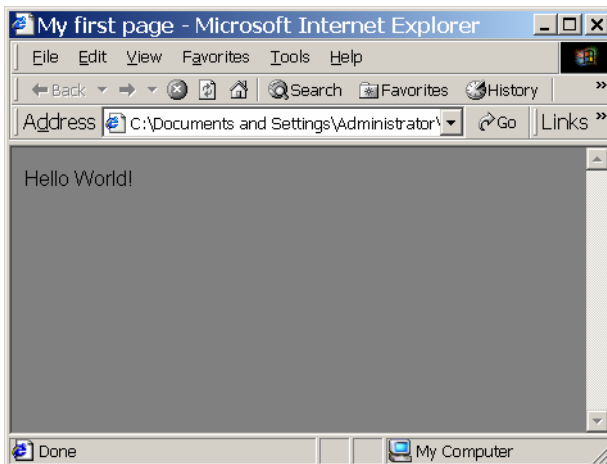 My first page - Microsoft Internet Explorer
File Edit View Favorites Tools Help
Back Search Favorites History »
Address C:\Documents and Settings\Administrator\ Go Links »
Hello World!
Done My Computer